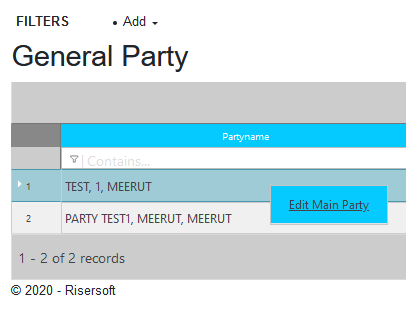 FILTERS • Add
General Party
Partyname
Contains...
1 TEST, 1, MEERUT
Edit Main Party
2 PARTY TEST1, MEERUT, MEERUT
1 - 2 of 2 records
© 2020 - Risersoft